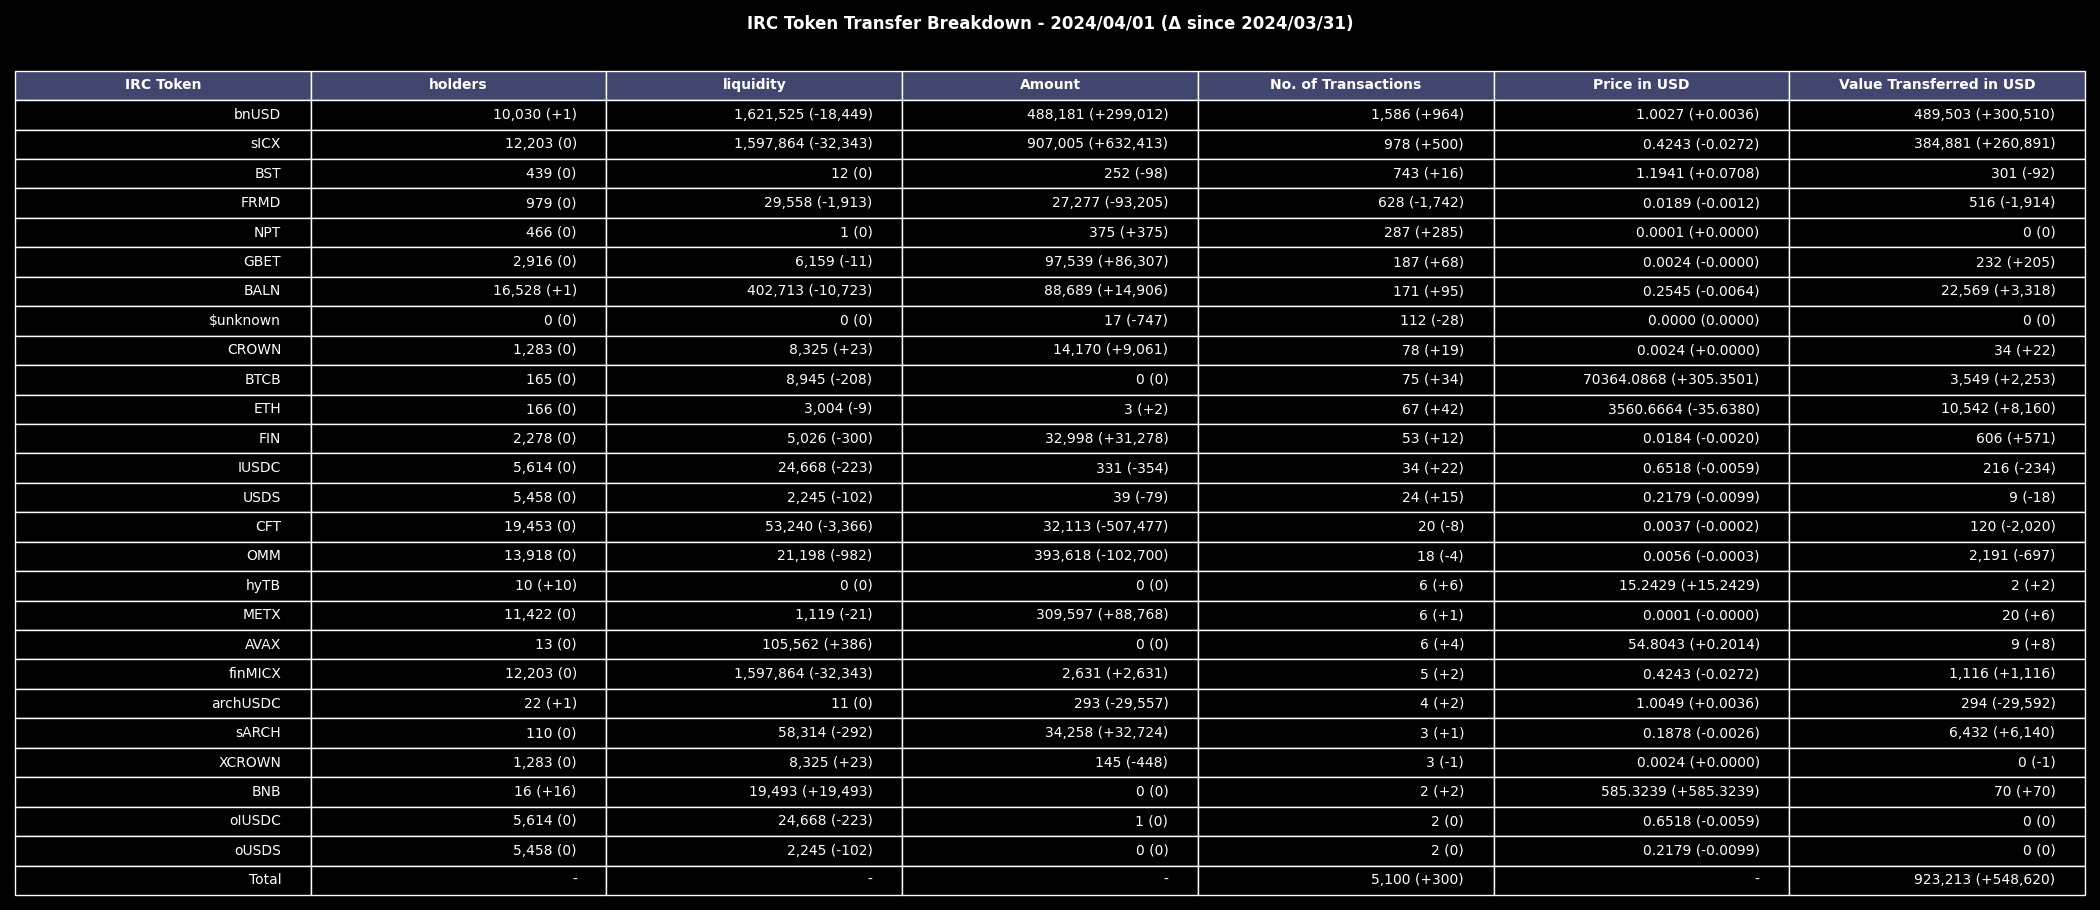 IRC Token Transfer Breakdown - 2024/04/01 (Δ since 2024/03/31)
IRC Token holders liquidity Amount No. of Transactions Price in USD Value Transferred in USD
bnUSD 10,030 (+1) 1,621,525 (-18,449) 488,181 (+299,012) 1,586 (+964) 1.0027 (+0.0036) 489,503 (+300,510)
sICX 12,203 (0) 1,597,864 (-32,343) 907,005 (+632,413) 978 (+500) 0.4243 (-0.0272) 384,881 (+260,891)
BST 439 (0) 12 (0) 252 (-98) 743 (+16) 1.1941 (+0.0708) 301 (-92)
FRMD 979 (0) 29,558 (-1,913) 27,277 (-93,205) 628 (-1,742) 0.0189 (-0.0012) 516 (-1,914)
NPT 466 (0) 1 (0) 375 (+375) 287 (+285) 0.0001 (+0.0000) 0 (0)
GBET 2,916 (0) 6,159 (-11) 97,539 (+86,307) 187 (+68) 0.0024 (-0.0000) 232 (+205)
BALN 16,528 (+1) 402,713 (-10,723) 88,689 (+14,906) 171 (+95) 0.2545 (-0.0064) 22,569 (+3,318)
$unknown 0 (0) 0 (0) 17 (-747) 112 (-28) 0.0000 (0.0000) 0 (0)
CROWN 1,283 (0) 8,325 (+23) 14,170 (+9,061) 78 (+19) 0.0024 (+0.0000) 34 (+22)
BTCB 165 (0) 8,945 (-208) 0 (0) 75 (+34) 70364.0868 (+305.3501) 3,549 (+2,253)
ETH 166 (0) 3,004 (-9) 3 (+2) 67 (+42) 3560.6664 (-35.6380) 10,542 (+8,160)
FIN 2,278 (0) 5,026 (-300) 32,998 (+31,278) 53 (+12) 0.0184 (-0.0020) 606 (+571)
IUSDC 5,614 (0) 24,668 (-223) 331 (-354) 34 (+22) 0.6518 (-0.0059) 216 (-234)
USDS 5,458 (0) 2,245 (-102) 39 (-79) 24 (+15) 0.2179 (-0.0099) 9 (-18)
CFT 19,453 (0) 53,240 (-3,366) 32,113 (-507,477) 20 (-8) 0.0037 (-0.0002) 120 (-2,020)
OMM 13,918 (0) 21,198 (-982) 393,618 (-102,700) 18 (-4) 0.0056 (-0.0003) 2,191 (-697)
hyTB 10 (+10) 0 (0) 0 (0) 6 (+6) 15.2429 (+15.2429) 2 (+2)
METX 11,422 (0) 1,119 (-21) 309,597 (+88,768) 6 (+1) 0.0001 (-0.0000) 20 (+6)
AVAX 13 (0) 105,562 (+386) 0 (0) 6 (+4) 54.8043 (+0.2014) 9 (+8)
finMICX 12,203 (0) 1,597,864 (-32,343) 2,631 (+2,631) 5 (+2) 0.4243 (-0.0272) 1,116 (+1,116)
archUSDC 22 (+1) 11 (0) 293 (-29,557) 4 (+2) 1.0049 (+0.0036) 294 (-29,592)
sARCH 110 (0) 58,314 (-292) 34,258 (+32,724) 3 (+1) 0.1878 (-0.0026) 6,432 (+6,140)
XCROWN 1,283 (0) 8,325 (+23) 145 (-448) 3 (-1) 0.0024 (+0.0000) 0 (-1)
BNB 16 (+16) 19,493 (+19,493) 0 (0) 2 (+2) 585.3239 (+585.3239) 70 (+70)
oIUSDC 5,614 (0) 24,668 (-223) 1 (0) 2 (0) 0.6518 (-0.0059) 0 (0)
oUSDS 5,458 (0) 2,245 (-102) 0 (0) 2 (0) 0.2179 (-0.0099) 0 (0)
Total - - - 5,100 (+300) - 923,213 (+548,620)